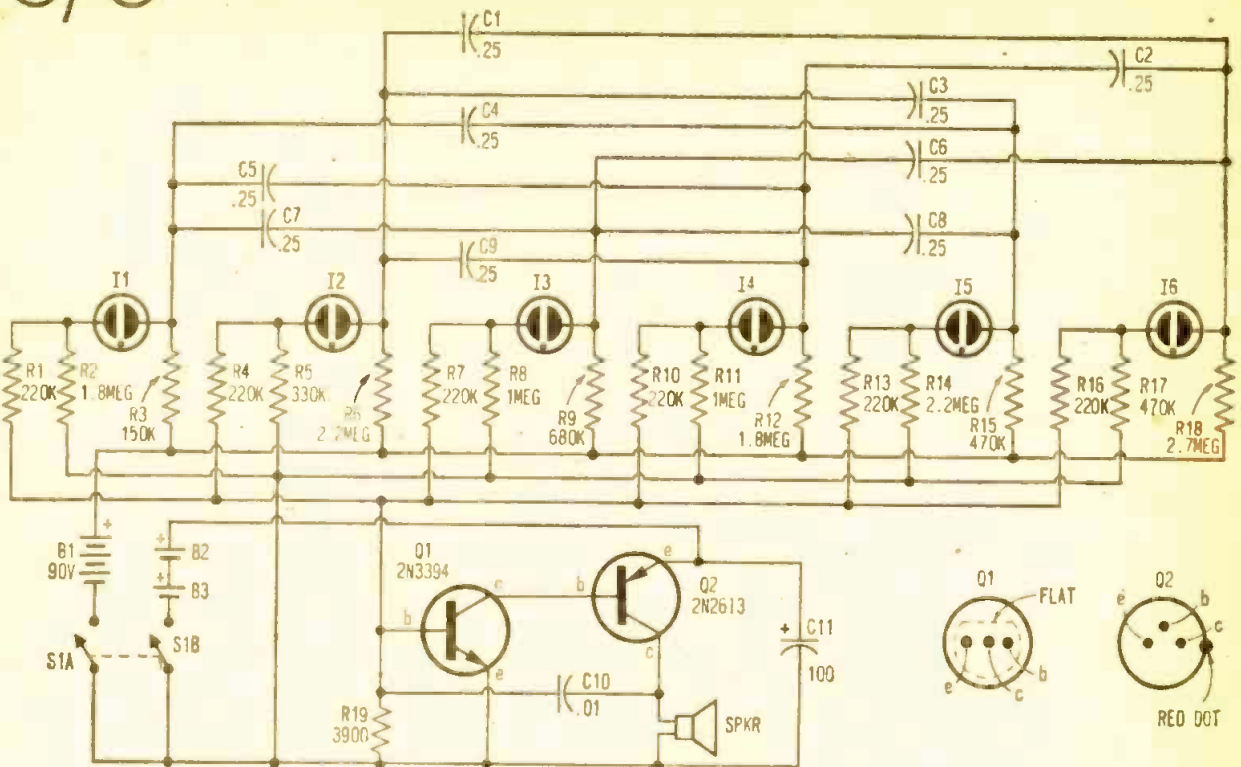 C1
.25
C2
.25
C3
.25
C4
.25
C6
.25
C5
.25
C7
.25
C8
.25
C9
.25
I1
I2
I3
I4
I5
I6
R1
220K
R2
1.8MEG
R3
150K
R4
220K
R5
330K
R6
2.2MEG
R7
220K
R8
1MEG
R9
680K
R10
220K
R11
1MEG
R12
1.8MEG
R13
220K
R14
2.2MEG
R15
470K
R16
220K
R17
470K
R18
2.7MEG
B1
90V
+
+
B2
+
B3
S1A
S1B
Q1
2N3394
b
c
e
Q2
2N2613
b
e
c
+
C11
100
C10
.01
R19
3900
SPKR
Q1
FLAT
e
c
b
Q2
e
b
c
RED DOT